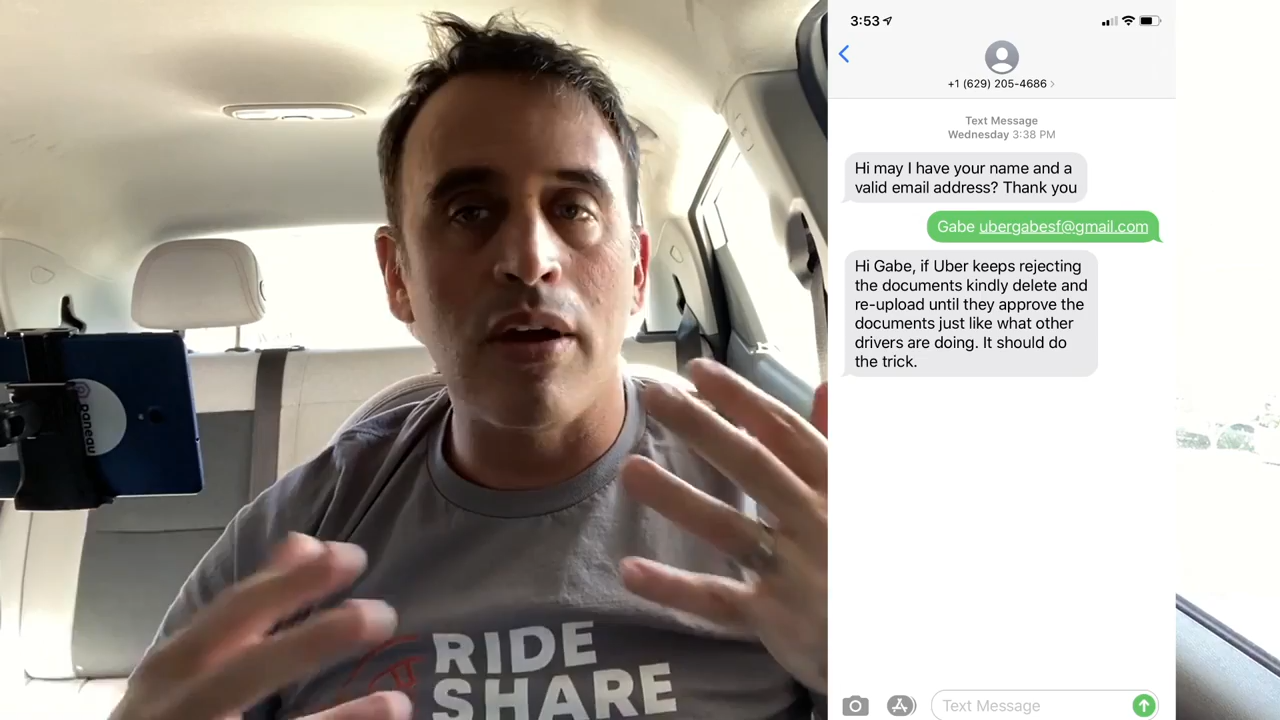 3:53
+1 (629) 205-4686
Text Message
Wednesday 3:38 PM
Hi may I have your name and a
valid email address? Thank you
Gabe ubergabesf@gmail.com
Hi Gabe, if Uber keeps rejecting
the documents kindly delete and
re-upload until they approve the
documents just like what other
drivers are doing. It should do
the trick.
Text Message
paneau
RIDE
SHARE